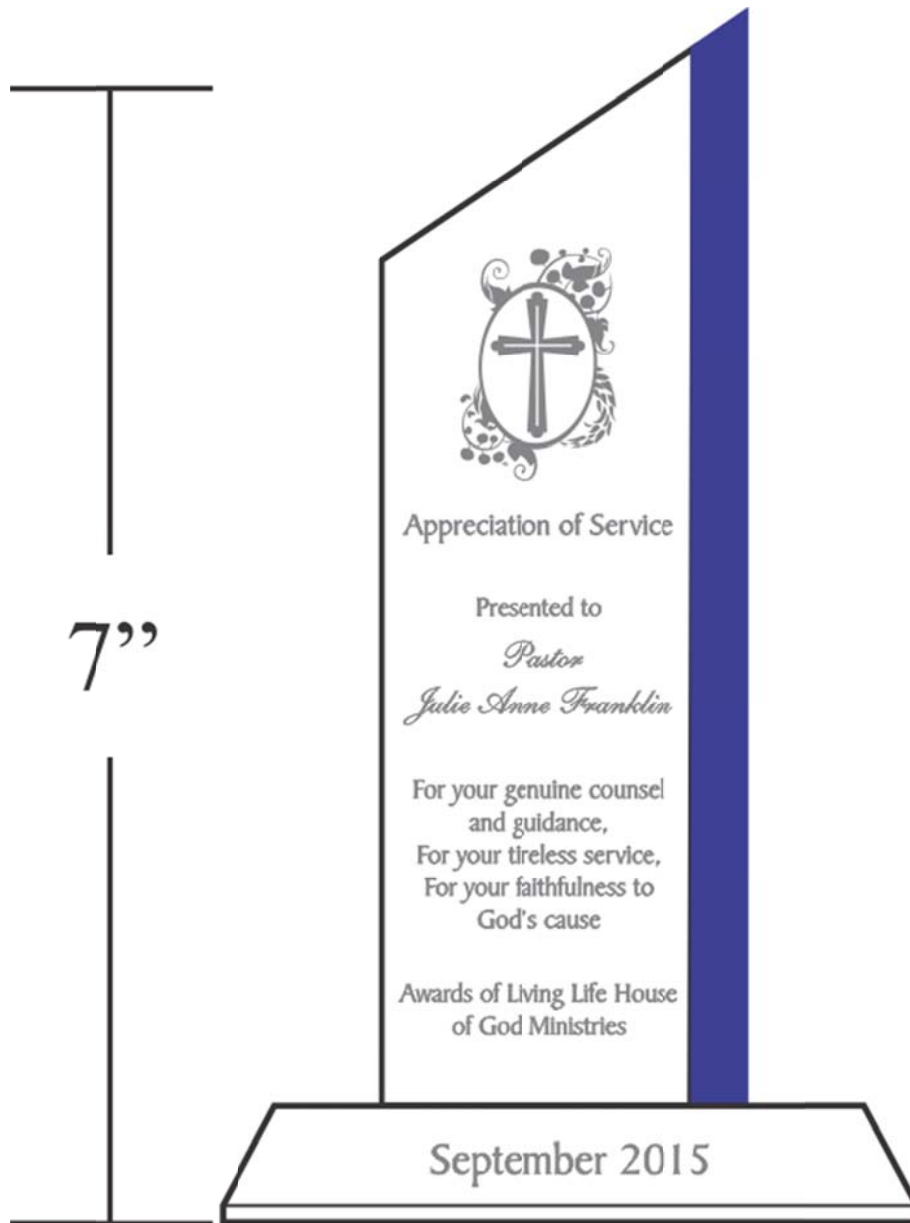 7”
Appreciation of Service
Presented to
Pastor
Julie Anne Franklin
For your genuine counsel
and guidance,
For your tireless service,
For your faithfulness to
God's cause
Awards of Living Life House
of God Ministries
September 2015